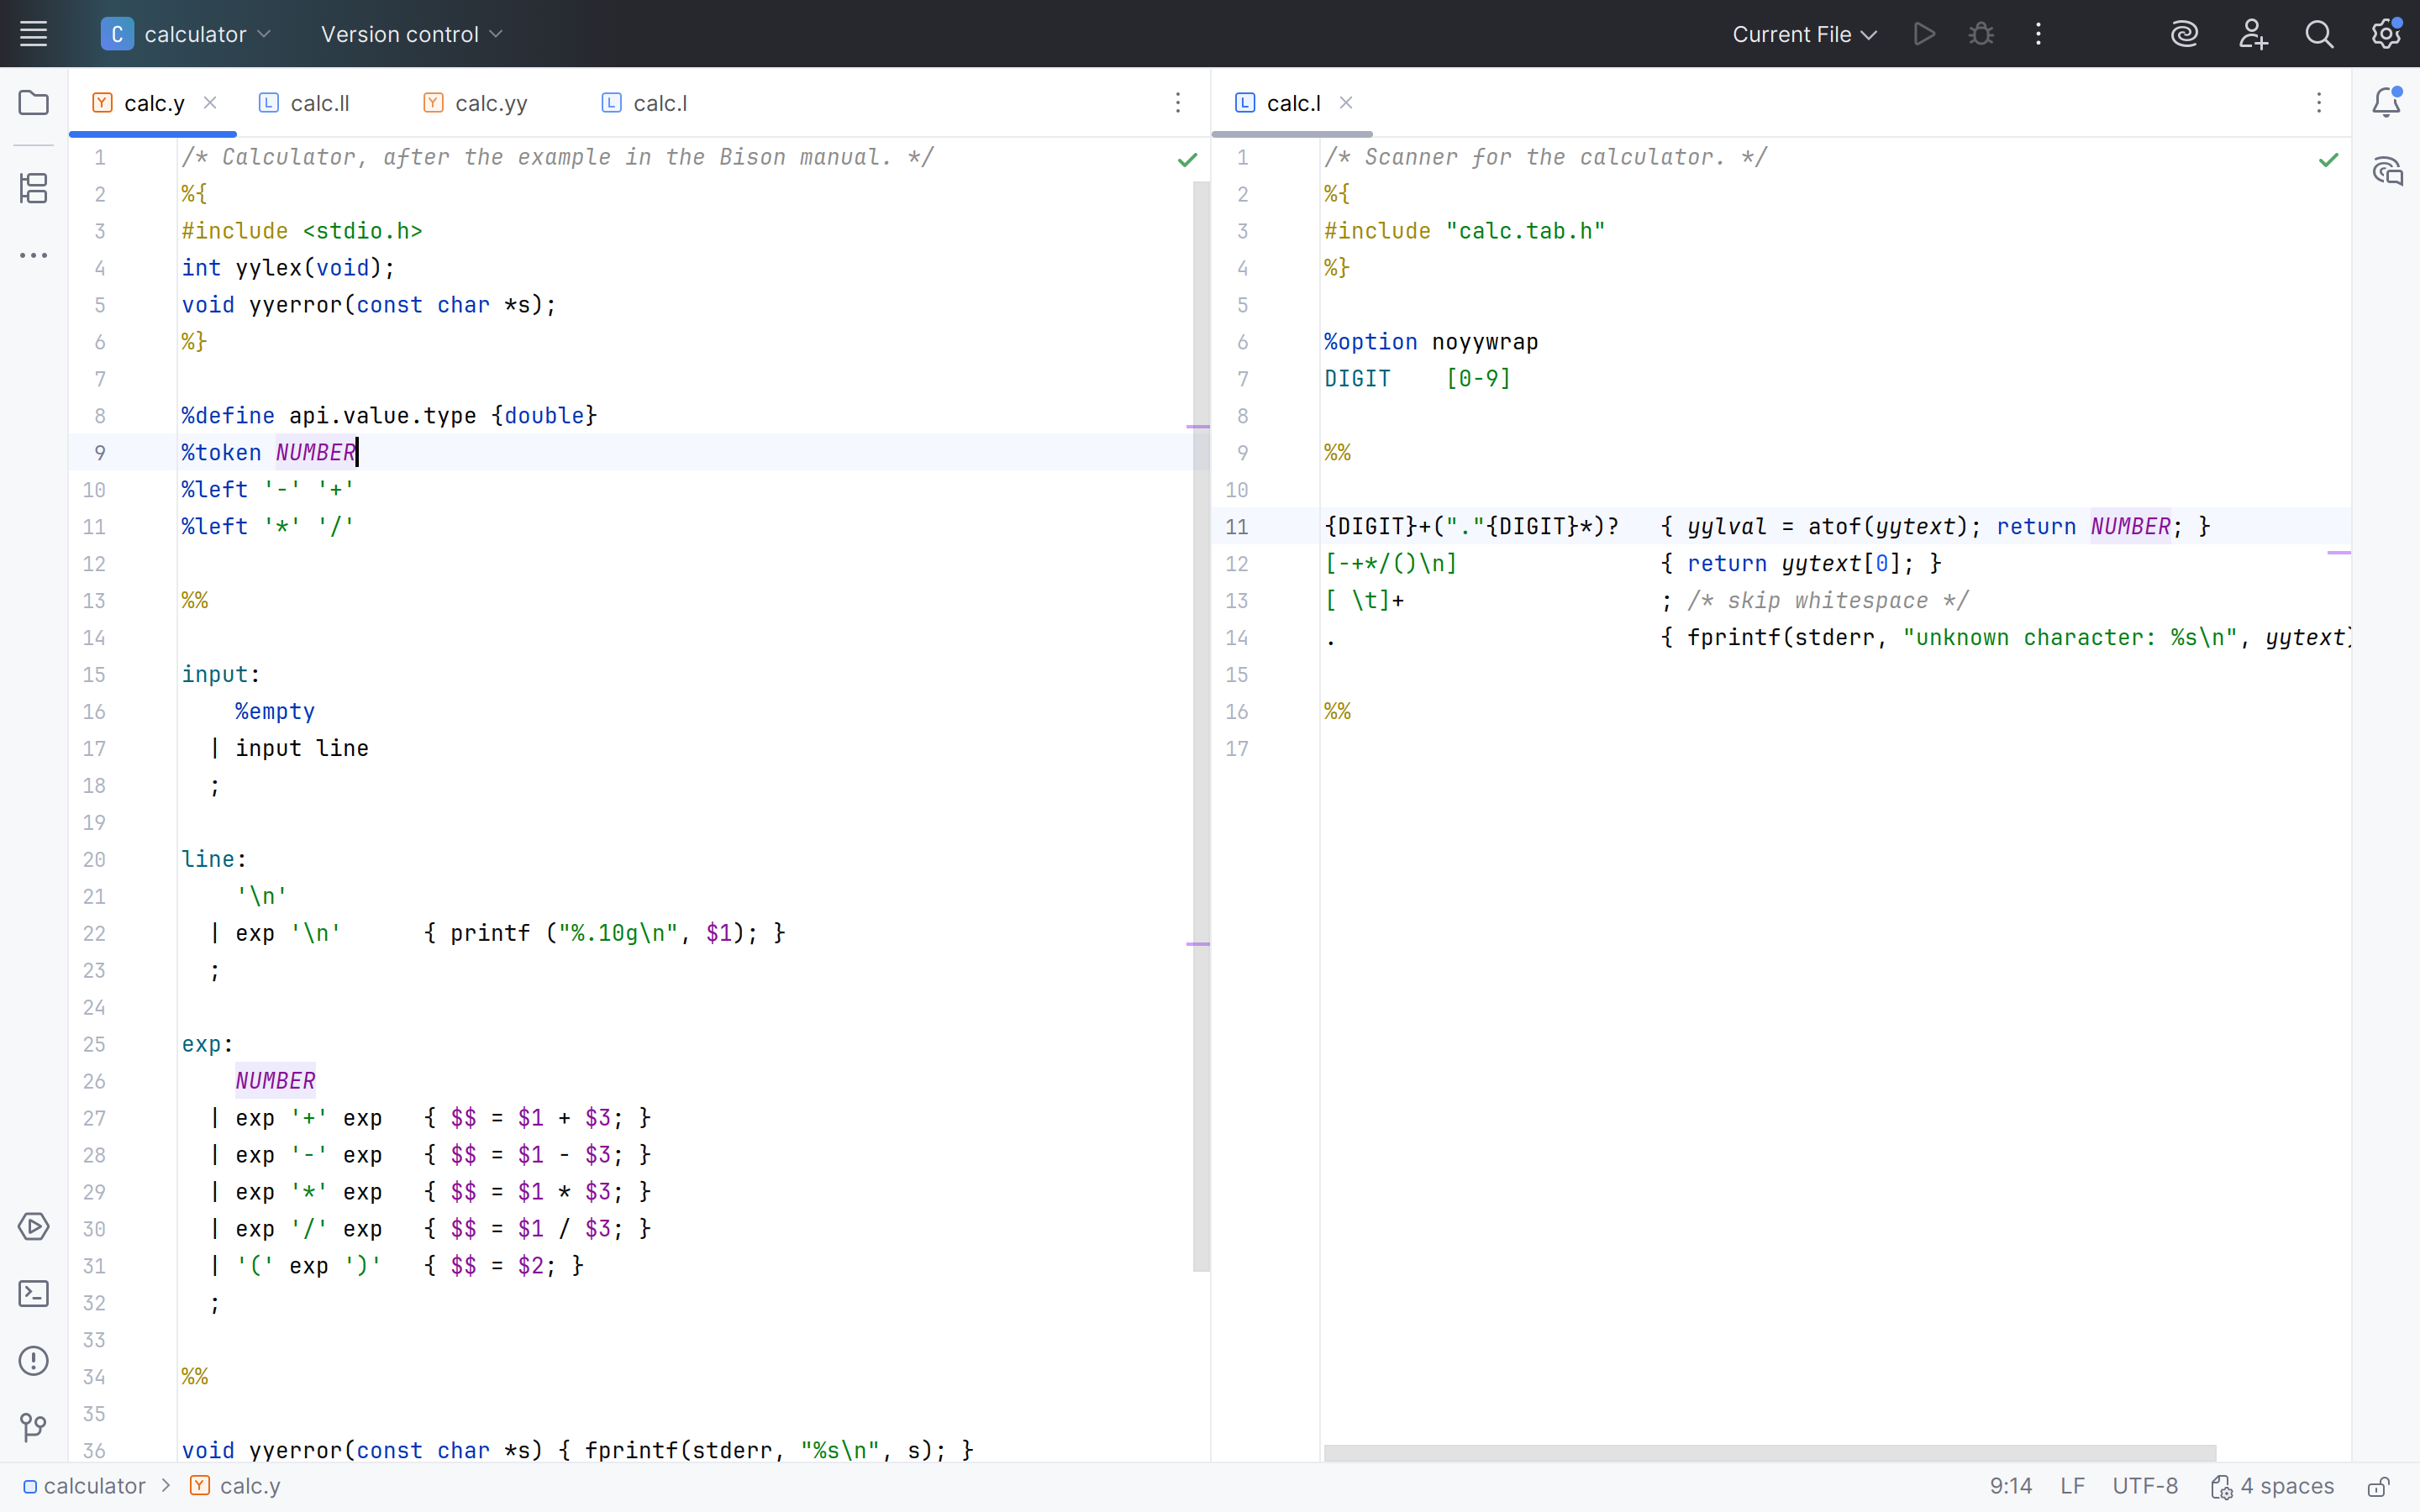 C calculator Version control Current File
calc.y calc.ll calc.yy calc.l
1 /* Calculator, after the example in the Bison manual. */
2 %{
3 #include <stdio.h>
4 int yylex(void);
5 void yyerror(const char *s);
6 %}
7
8 %define api.value.type {double}
9 %token NUMBER
10 %left '-' '+'
11 %left '*' '/'
12
13 %%
14
15 input:
16     %empty
17   | input line
18   ;
19
20 line:
21     '\n'
22   | exp '\n'      { printf ("%.10g\n", $1); }
23   ;
24
25 exp:
26     NUMBER
27   | exp '+' exp   { $$ = $1 + $3; }
28   | exp '-' exp   { $$ = $1 - $3; }
29   | exp '*' exp   { $$ = $1 * $3; }
30   | exp '/' exp   { $$ = $1 / $3; }
31   | '(' exp ')'   { $$ = $2; }
32   ;
33
34 %%
35
36 void yyerror(const char *s) { fprintf(stderr, "%s\n", s); }
calc.l
1 /* Scanner for the calculator. */
2 %{
3 #include "calc.tab.h"
4 %}
5
6 %option noyywrap
7 DIGIT    [0-9]
8
9 %%
10
11 {DIGIT}+("."{DIGIT}*)?   { yylval = atof(yytext); return NUMBER; }
12 [-+*/()\n]               { return yytext[0]; }
13 [ \t]+                   ; /* skip whitespace */
14 .                        { fprintf(stderr, "unknown character: %s\n", yytext)
15
16 %%
17
calculator > calc.y 9:14 LF UTF-8 4 spaces